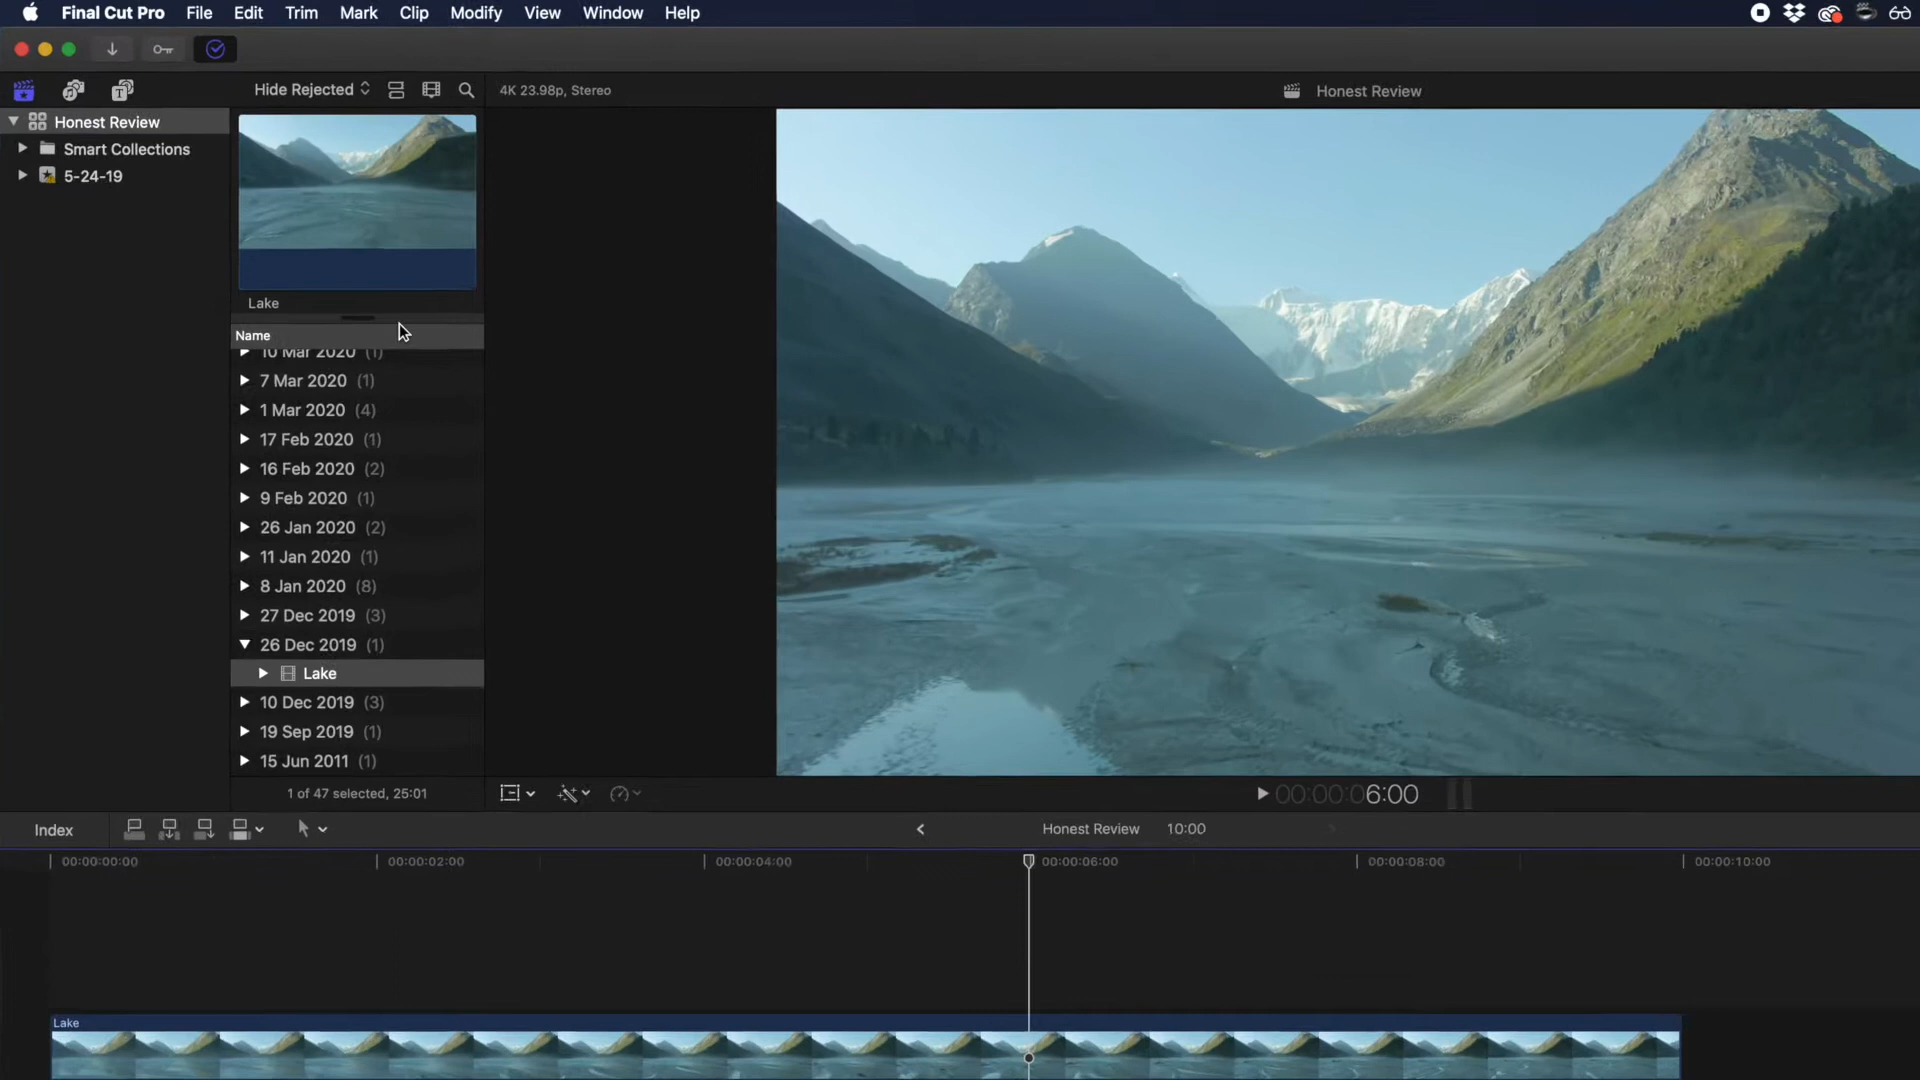 Final Cut Pro File Edit Trim Mark Clip Modify View Window Help
Hide Rejected
4K 23.98p, Stereo
Honest Review
Honest Review
Smart Collections
5-24-19
Lake
Name
10 Mar 2020 (1)
7 Mar 2020 (1)
1 Mar 2020 (4)
17 Feb 2020 (1)
16 Feb 2020 (2)
9 Feb 2020 (1)
26 Jan 2020 (2)
11 Jan 2020 (1)
8 Jan 2020 (8)
27 Dec 2019 (3)
26 Dec 2019 (1)
Lake
10 Dec 2019 (3)
19 Sep 2019 (1)
15 Jun 2011 (1)
1 of 47 selected, 25:01
00:00:06:00
Index
Honest Review 10:00
00:00:00:00 00:00:02:00 00:00:04:00 00:00:06:00 00:00:08:00 00:00:10:00
Lake